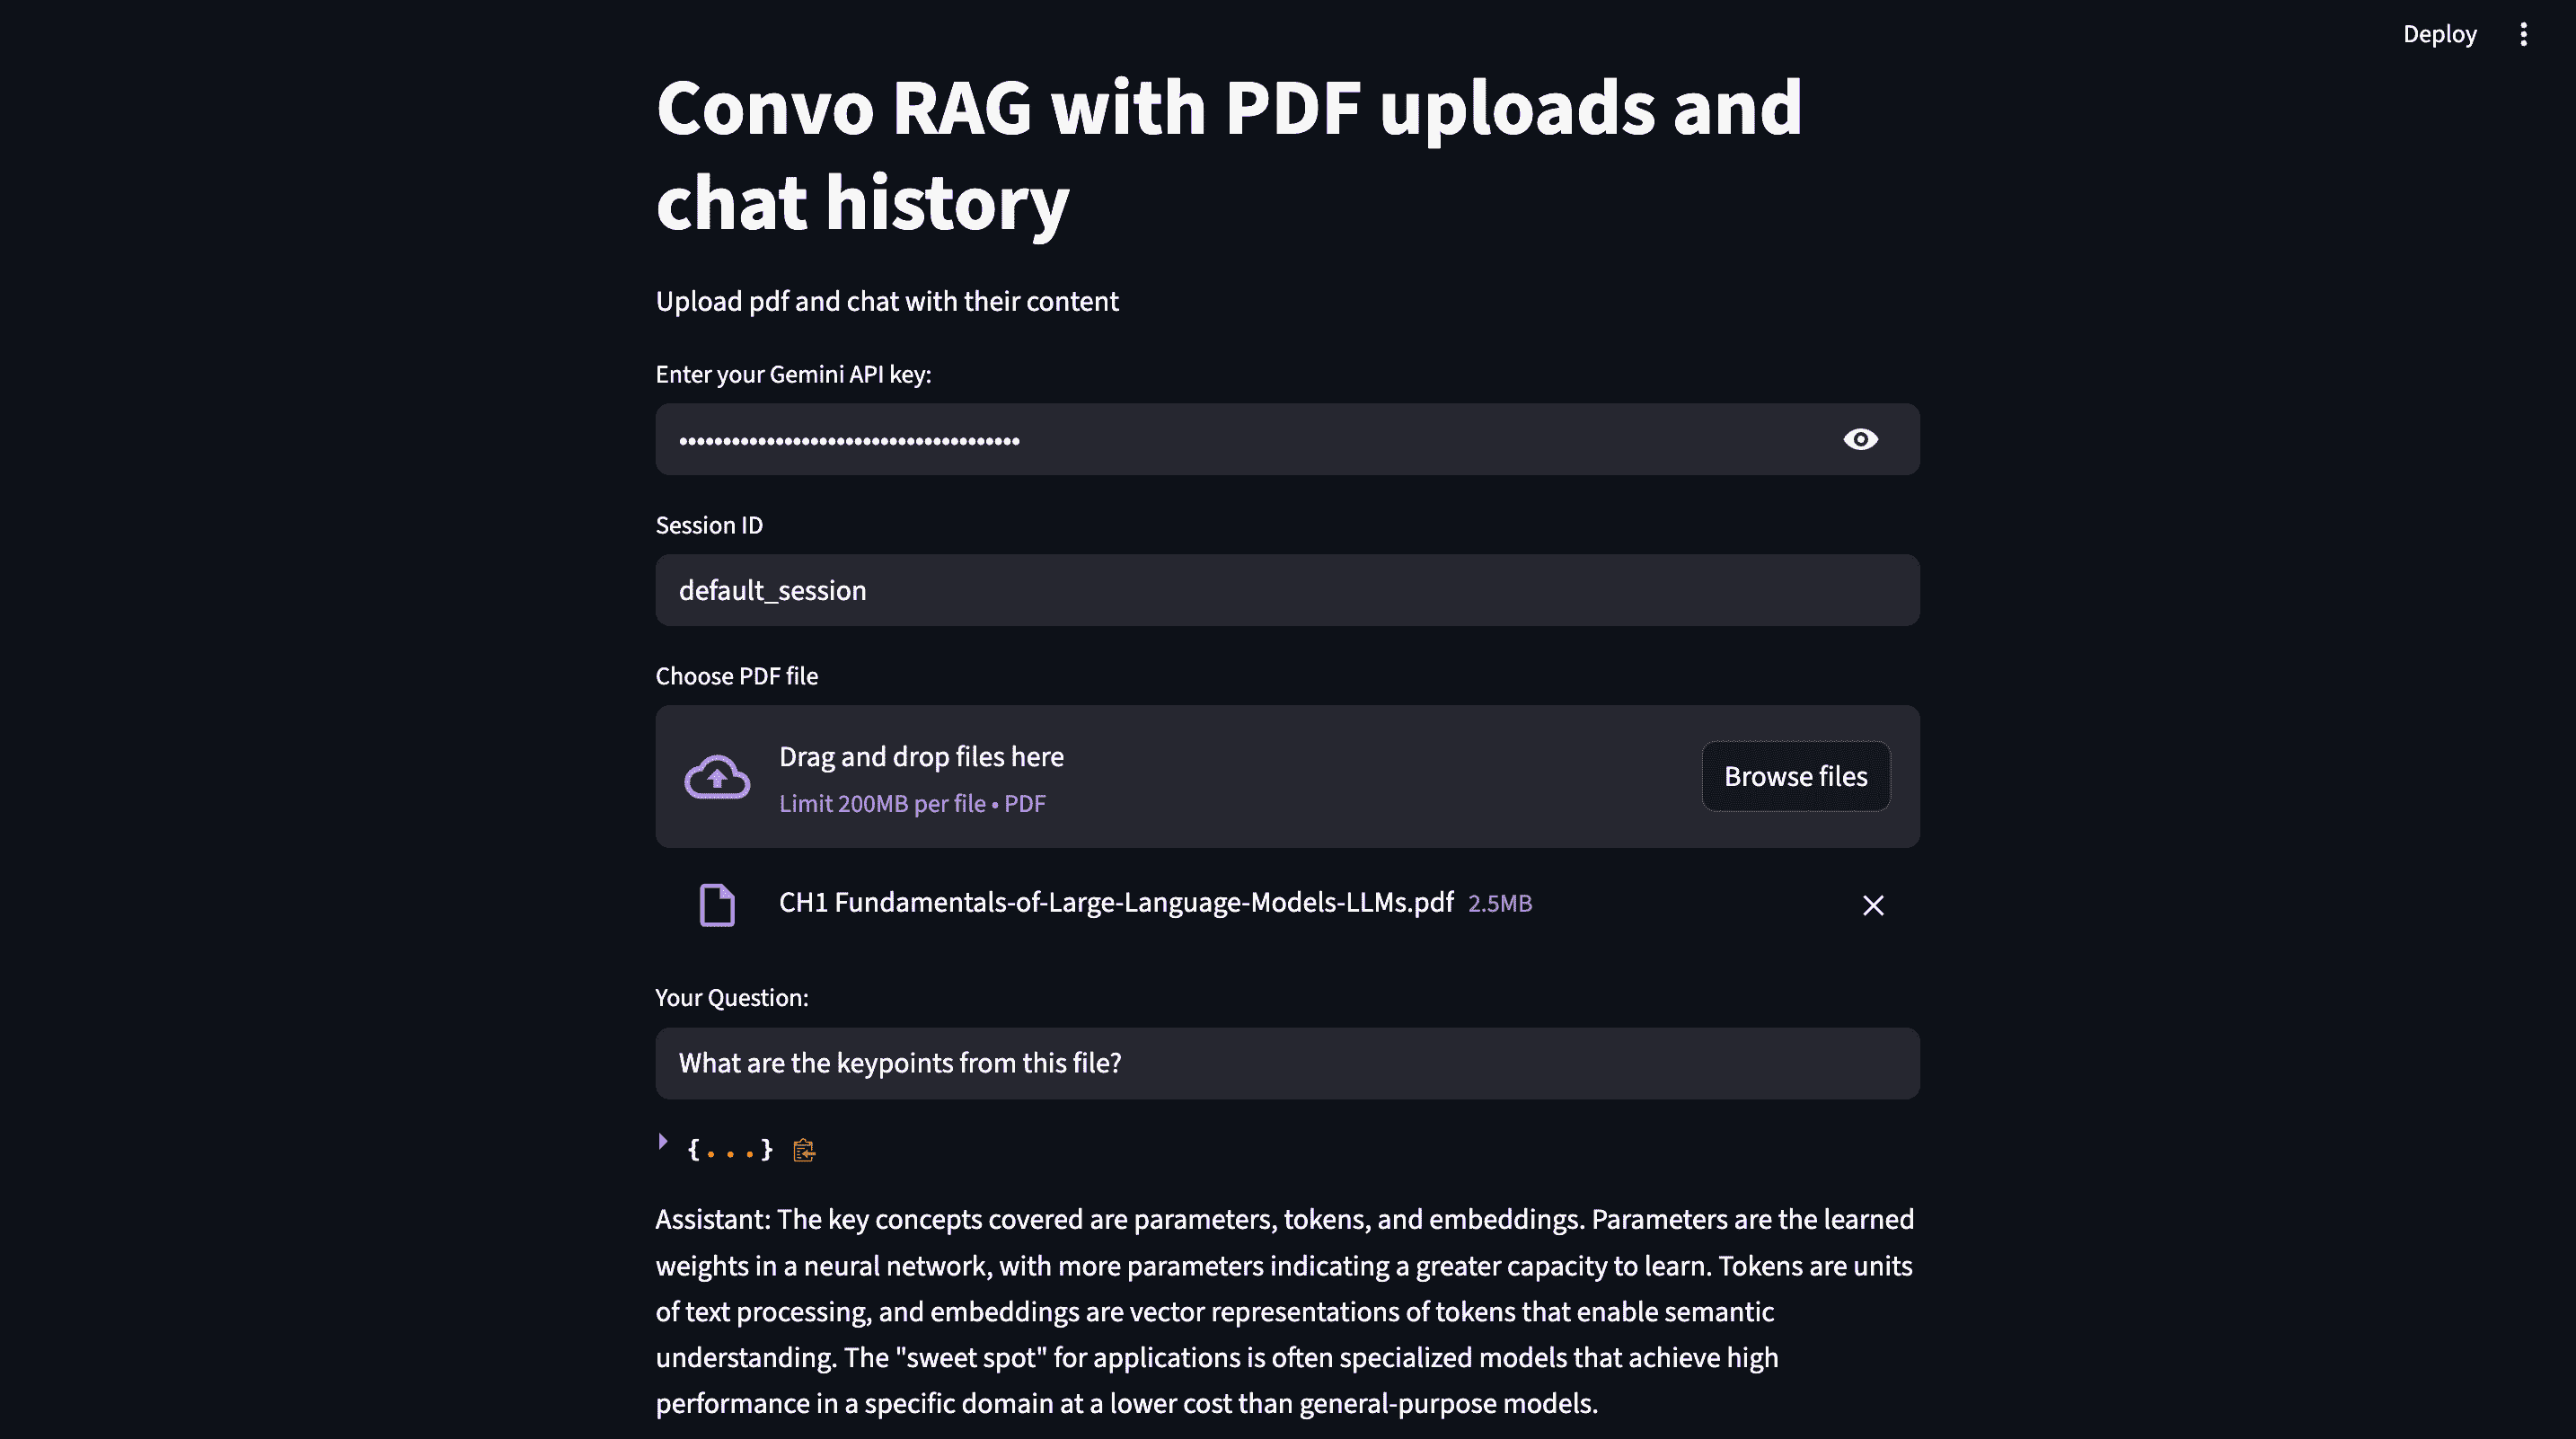 Deploy
Convo RAG with PDF uploads and
chat history
Upload pdf and chat with their content
Enter your Gemini API key:
••••••••••••••••••••••••••••••••••••••• 
Session ID
default_session
Choose PDF file
Drag and drop files here
Limit 200MB per file • PDF
Browse files
CH1 Fundamentals-of-Large-Language-Models-LLMs.pdf 2.5MB
Your Question:
What are the keypoints from this file?
{...}
Assistant: The key concepts covered are parameters, tokens, and embeddings. Parameters are the learned
weights in a neural network, with more parameters indicating a greater capacity to learn. Tokens are units
of text processing, and embeddings are vector representations of tokens that enable semantic
understanding. The "sweet spot" for applications is often specialized models that achieve high
performance in a specific domain at a lower cost than general-purpose models.